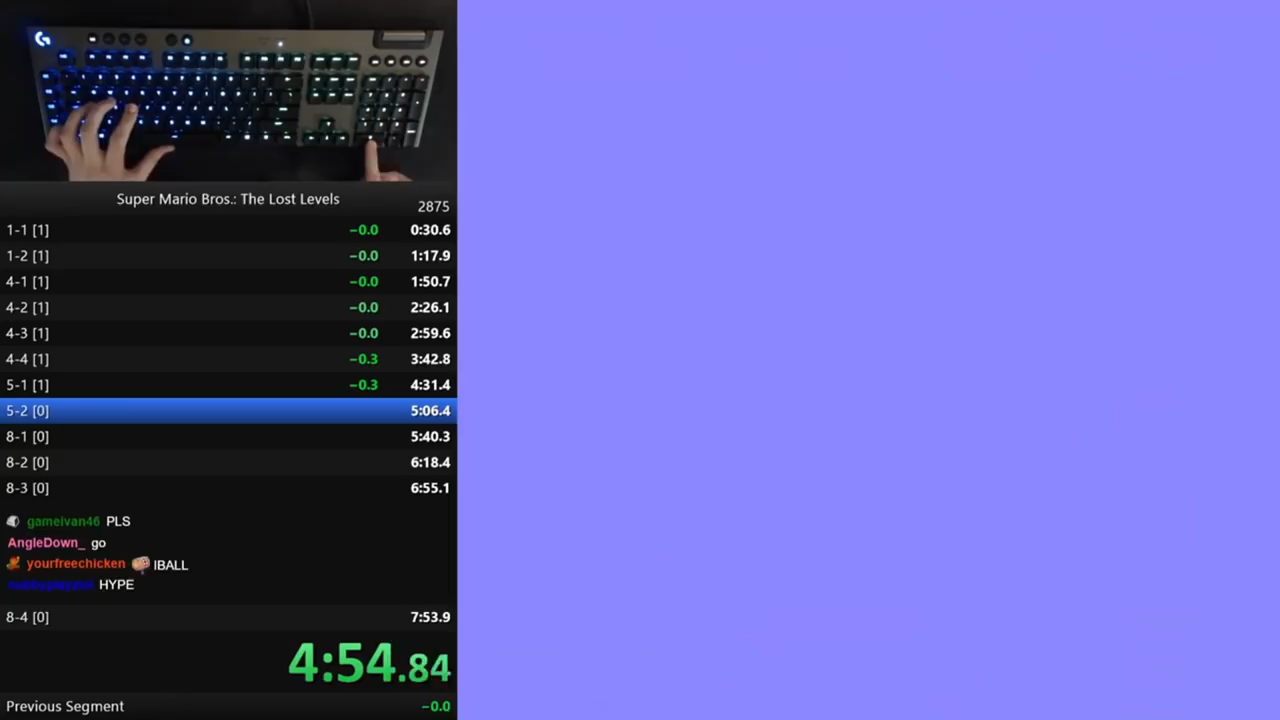 Super Mario Bros.: The Lost Levels
2875
1-1 [1] −0.0 0:30.6
1-2 [1] −0.0 1:17.9
4-1 [1] −0.0 1:50.7
4-2 [1] −0.0 2:26.1
4-3 [1] −0.0 2:59.6
4-4 [1] −0.3 3:42.8
5-1 [1] −0.3 4:31.4
5-2 [0] 5:06.4
8-1 [0] 5:40.3
8-2 [0] 6:18.4
8-3 [0] 6:55.1
gameivan46 PLS
AngleDown_ go
yourfreechicken IBALL
HYPE
8-4 [0] 7:53.9
4:54.84
Previous Segment −0.0